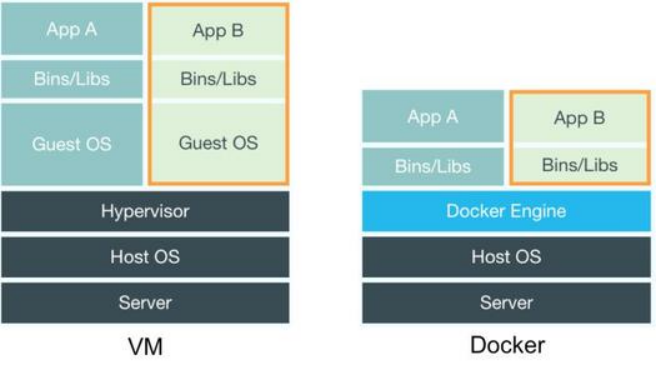 App A
App B
Bins/Libs
Bins/Libs
Guest OS
Guest OS
Hypervisor
Host OS
Server
VM
App A
App B
Bins/Libs
Bins/Libs
Docker Engine
Host OS
Server
Docker